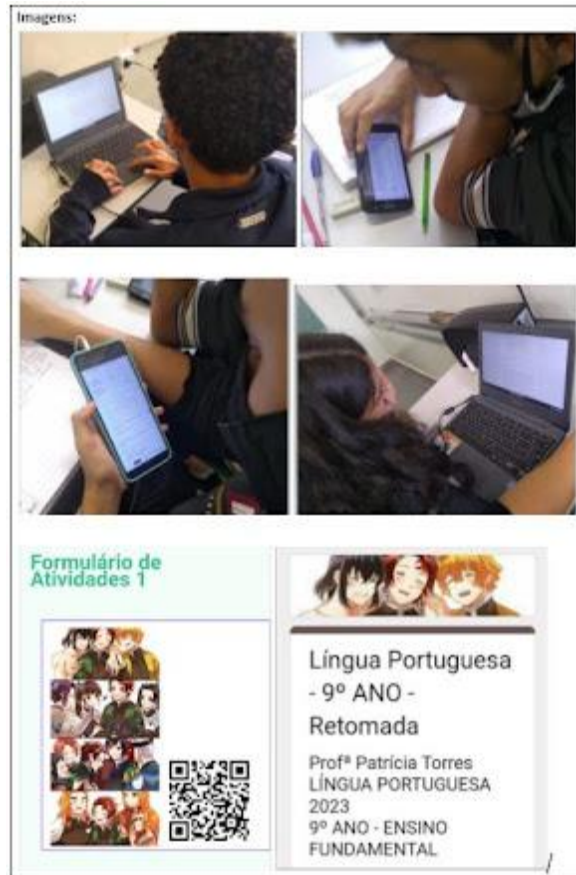 Imagens:
Formulário de
Atividades 1
Língua Portuguesa
- 9º ANO -
Retomada
Profª Patrícia Torres
LÍNGUA PORTUGUESA
2023
9º ANO - ENSINO
FUNDAMENTAL
/